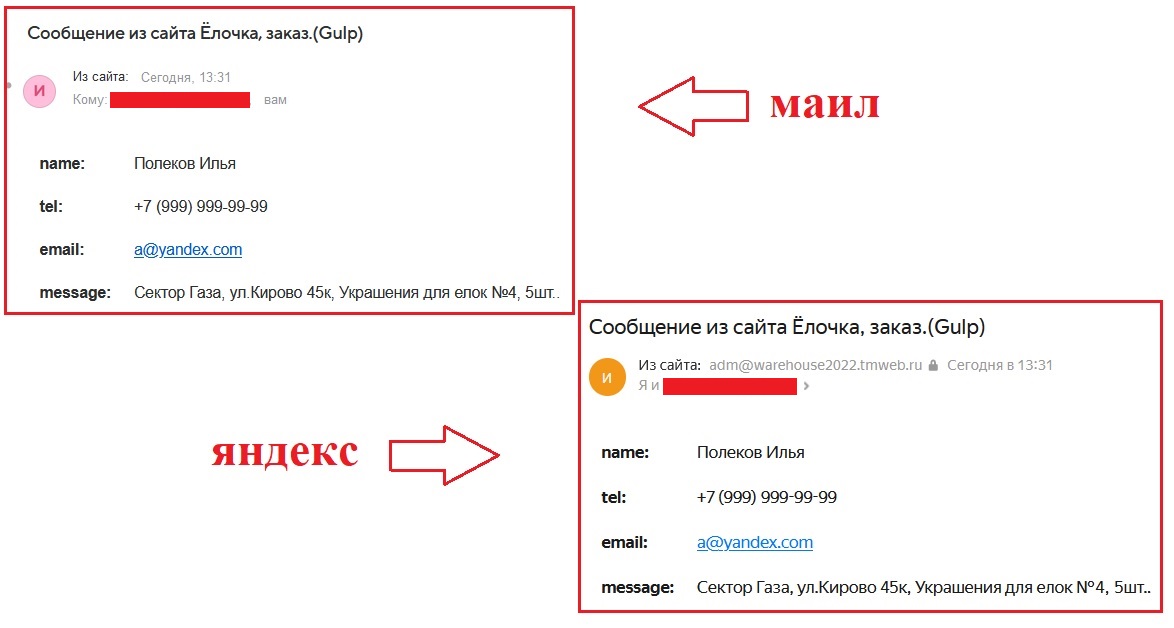 Сообщение из сайта Ёлочка, заказ.(Gulp)
И
Из сайта: Сегодня, 13:31
Кому: вам
name: Полеков Илья
tel: +7 (999) 999-99-99
email: a@yandex.com
message: Сектор Газа, ул.Кирово 45к, Украшения для елок №4, 5шт..
маил
Сообщение из сайта Ёлочка, заказ.(Gulp)
И
Из сайта: adm@warehouse2022.tmweb.ru Сегодня в 13:31
Я и
name: Полеков Илья
tel: +7 (999) 999-99-99
email: a@yandex.com
message: Сектор Газа, ул.Кирово 45к, Украшения для елок №4, 5шт..
яндекс